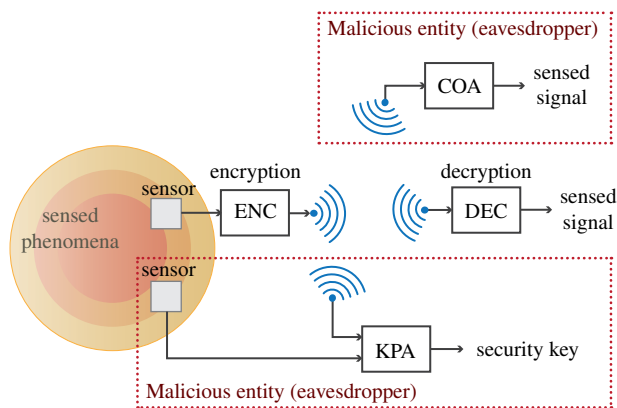 Malicious entity (eavesdropper)
COA
sensed
signal
encryption
decryption
sensor
ENC
DEC
sensed
signal
sensed
phenomena
sensor
KPA
security key
Malicious entity (eavesdropper)